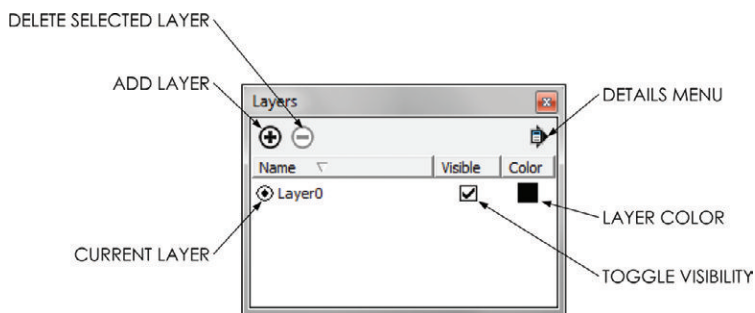 DELETE SELECTED LAYER
ADD LAYER
Layers
DETAILS MENU
Name
Visible
Color
Layer0
LAYER COLOR
CURRENT LAYER
TOGGLE VISIBILITY